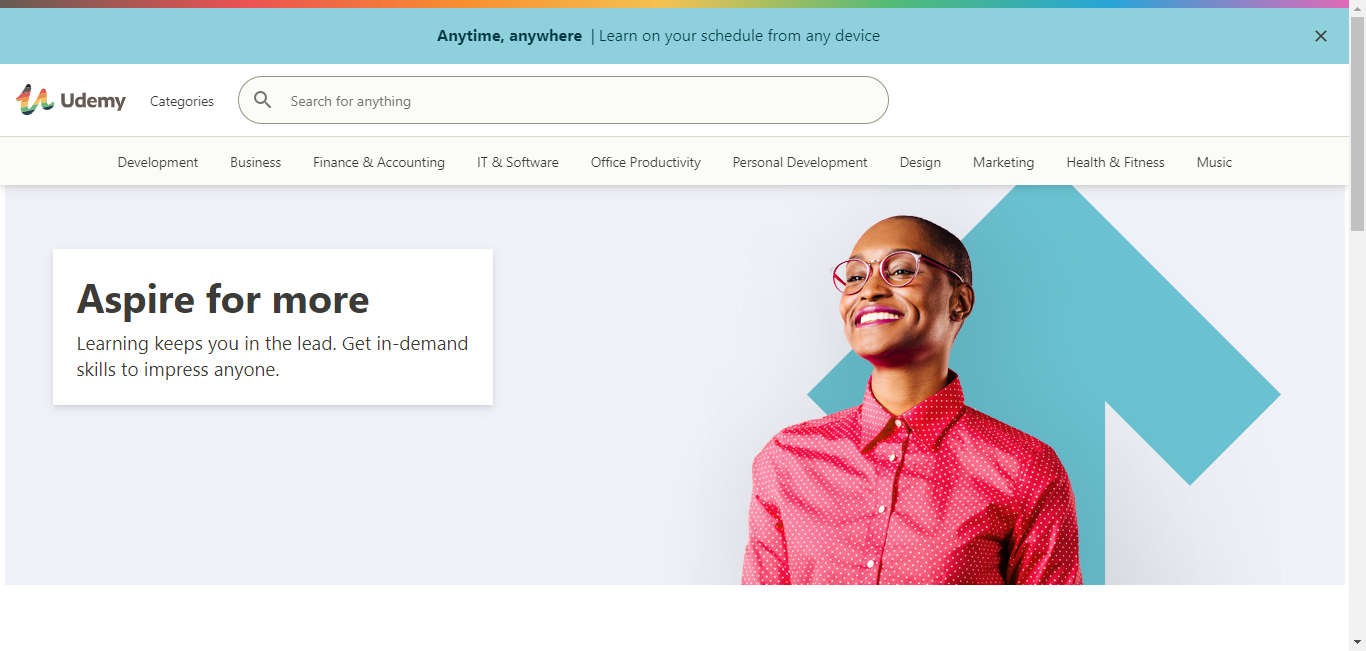 Anytime, anywhere | Learn on your schedule from any device
Udemy
Categories
Search for anything
Development
Business
Finance & Accounting
IT & Software
Office Productivity
Personal Development
Design
Marketing
Health & Fitness
Music
Aspire for more
Learning keeps you in the lead. Get in-demand
skills to impress anyone.